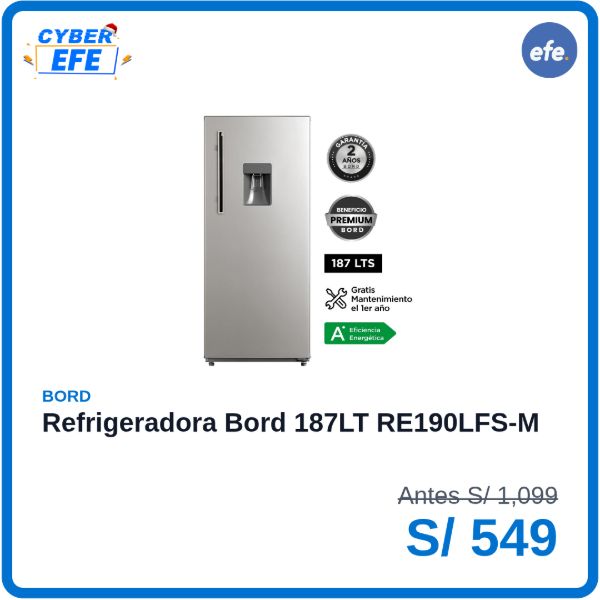 CYBER
EFE
efe.
GARANTÍA
2
AÑOS
BORD
BENEFICIO
PREMIUM
BORD
187 LTS
Gratis
Mantenimiento
el 1er año
A+ Eficiencia
Energética
BORD
Refrigeradora Bord 187LT RE190LFS-M
Antes S/ 1,099
S/ 549